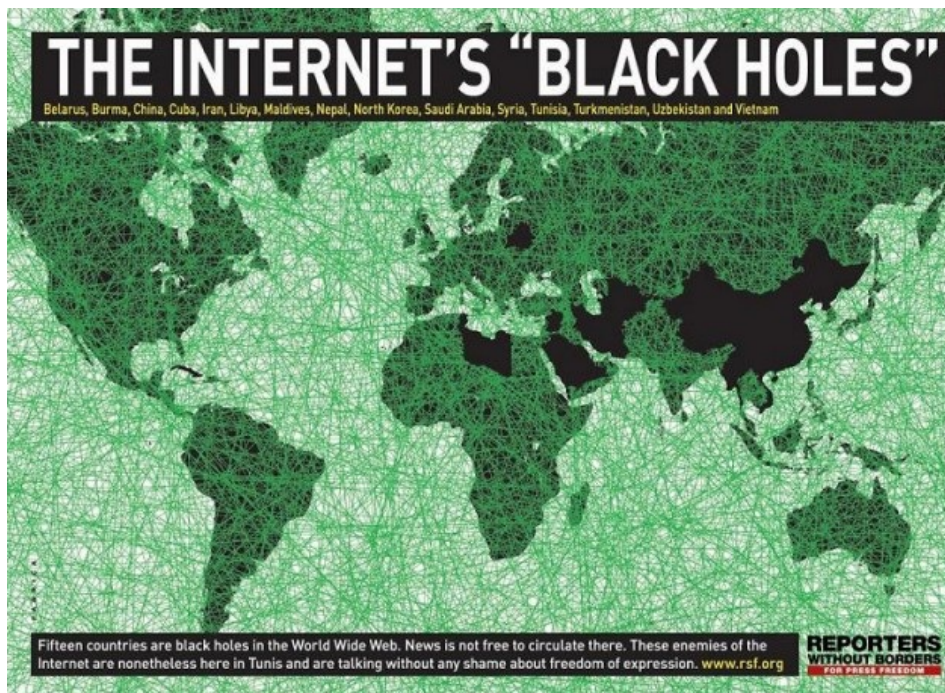 THE INTERNET'S "BLACK HOLES"
Belarus, Burma, China, Cuba, Iran, Libya, Maldives, Nepal, North Korea, Saudi Arabia, Syria, Tunisia, Turkmenistan, Uzbekistan and Vietnam
Fifteen countries are black holes in the World Wide Web. News is not free to circulate there. These enemies of the
Internet are nonetheless here in Tunis and are talking without any shame about freedom of expression. www.rsf.org
REPORTERS
WITHOUT BORDERS
FOR PRESS FREEDOM